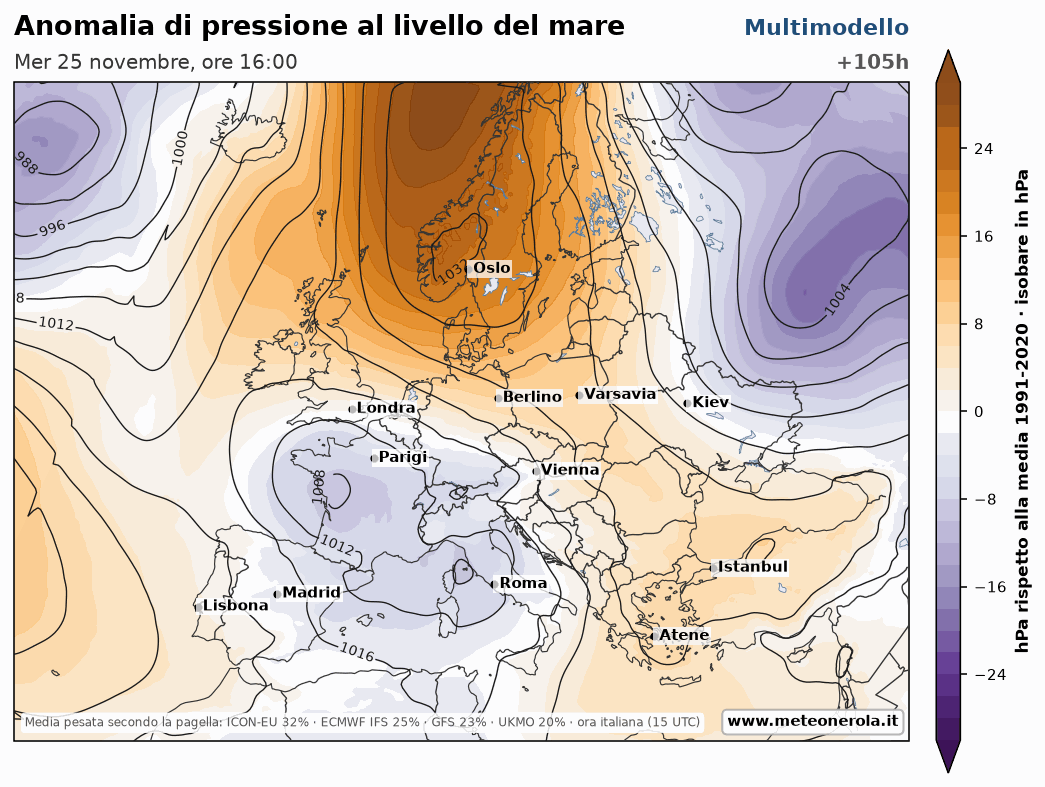 Anomalia di pressione al livello del mare
Multimodello
Mer 25 novembre, ore 16:00
+105h
988
1000
996
8
1012
1032
1004
1008
1012
1016
Oslo
Londra
Berlino
Varsavia
Kiev
Parigi
Vienna
Madrid
Lisbona
Roma
Istanbul
Atene
24
16
8
0
−8
−16
−24
hPa rispetto alla media 1991-2020 · isobare in hPa
Media pesata secondo la pagella: ICON-EU 32% · ECMWF IFS 25% · GFS 23% · UKMO 20% · ora italiana (15 UTC)
www.meteonerola.it